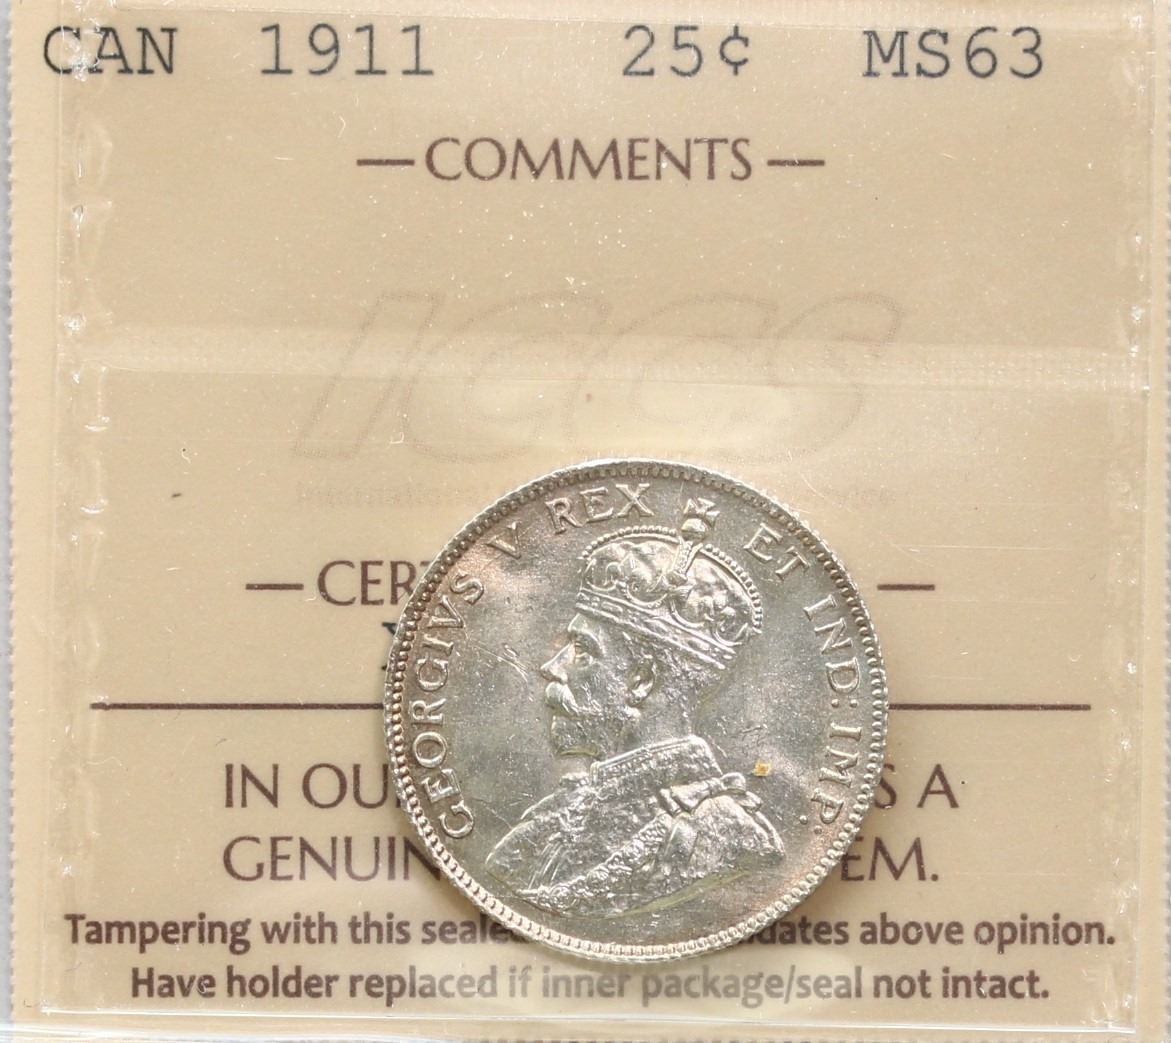 CAN 1911 25¢ MS63
— COMMENTS —
ICCS
GEORGIVS V REX ET IND: IMP:
— CER —
IN OU S A
GENUIN EM.
Tampering with this seale dates above opinion.
Have holder replaced if inner package/seal not intact.